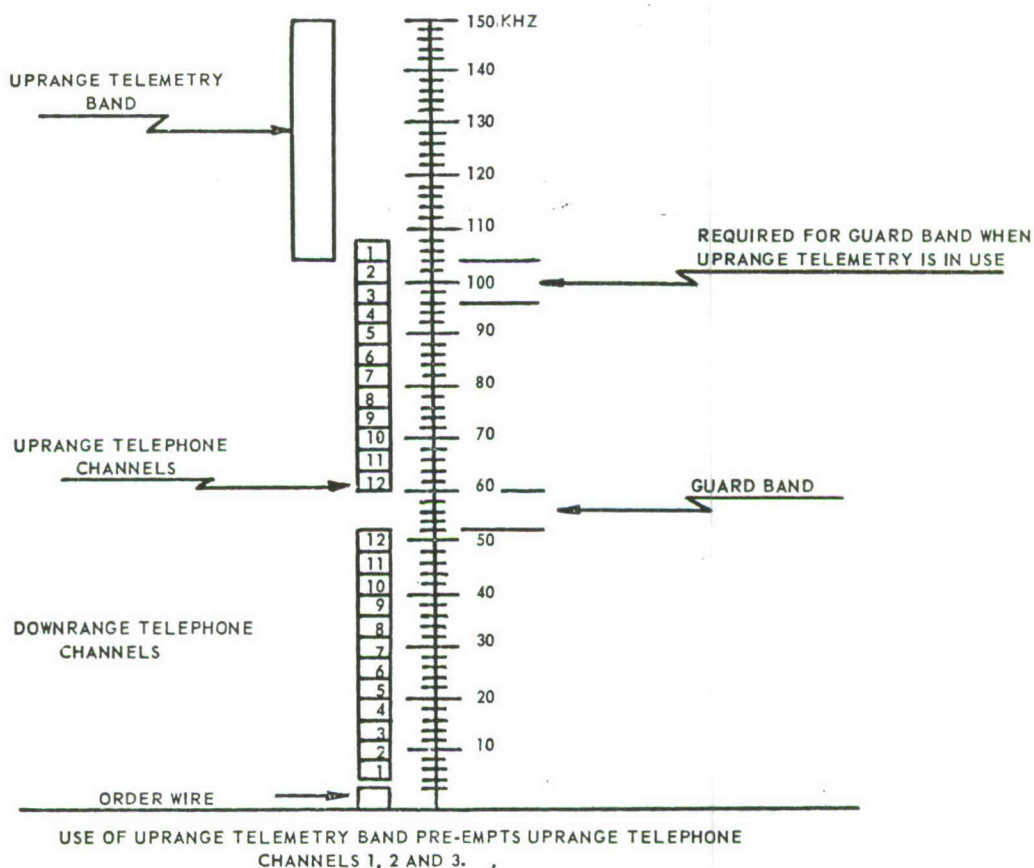 150 KHZ
UPRANGE TELEMETRY
BAND
140
130
120
110
REQUIRED FOR GUARD BAND WHEN
UPRANGE TELEMETRY IS IN USE
1
2
100
3
4
90
5
6
7
80
8
9
10
70
UPRANGE TELEPHONE
CHANNELS
11
12
60
GUARD BAND
12
50
11
10
40
9
DOWNRANGE TELEPHONE
CHANNELS
8
30
7
6
5
20
4
3
10
2
1
ORDER WIRE
USE OF UPRANGE TELEMETRY BAND PRE-EMPTS UPRANGE TELEPHONE
CHANNELS 1, 2 AND 3.